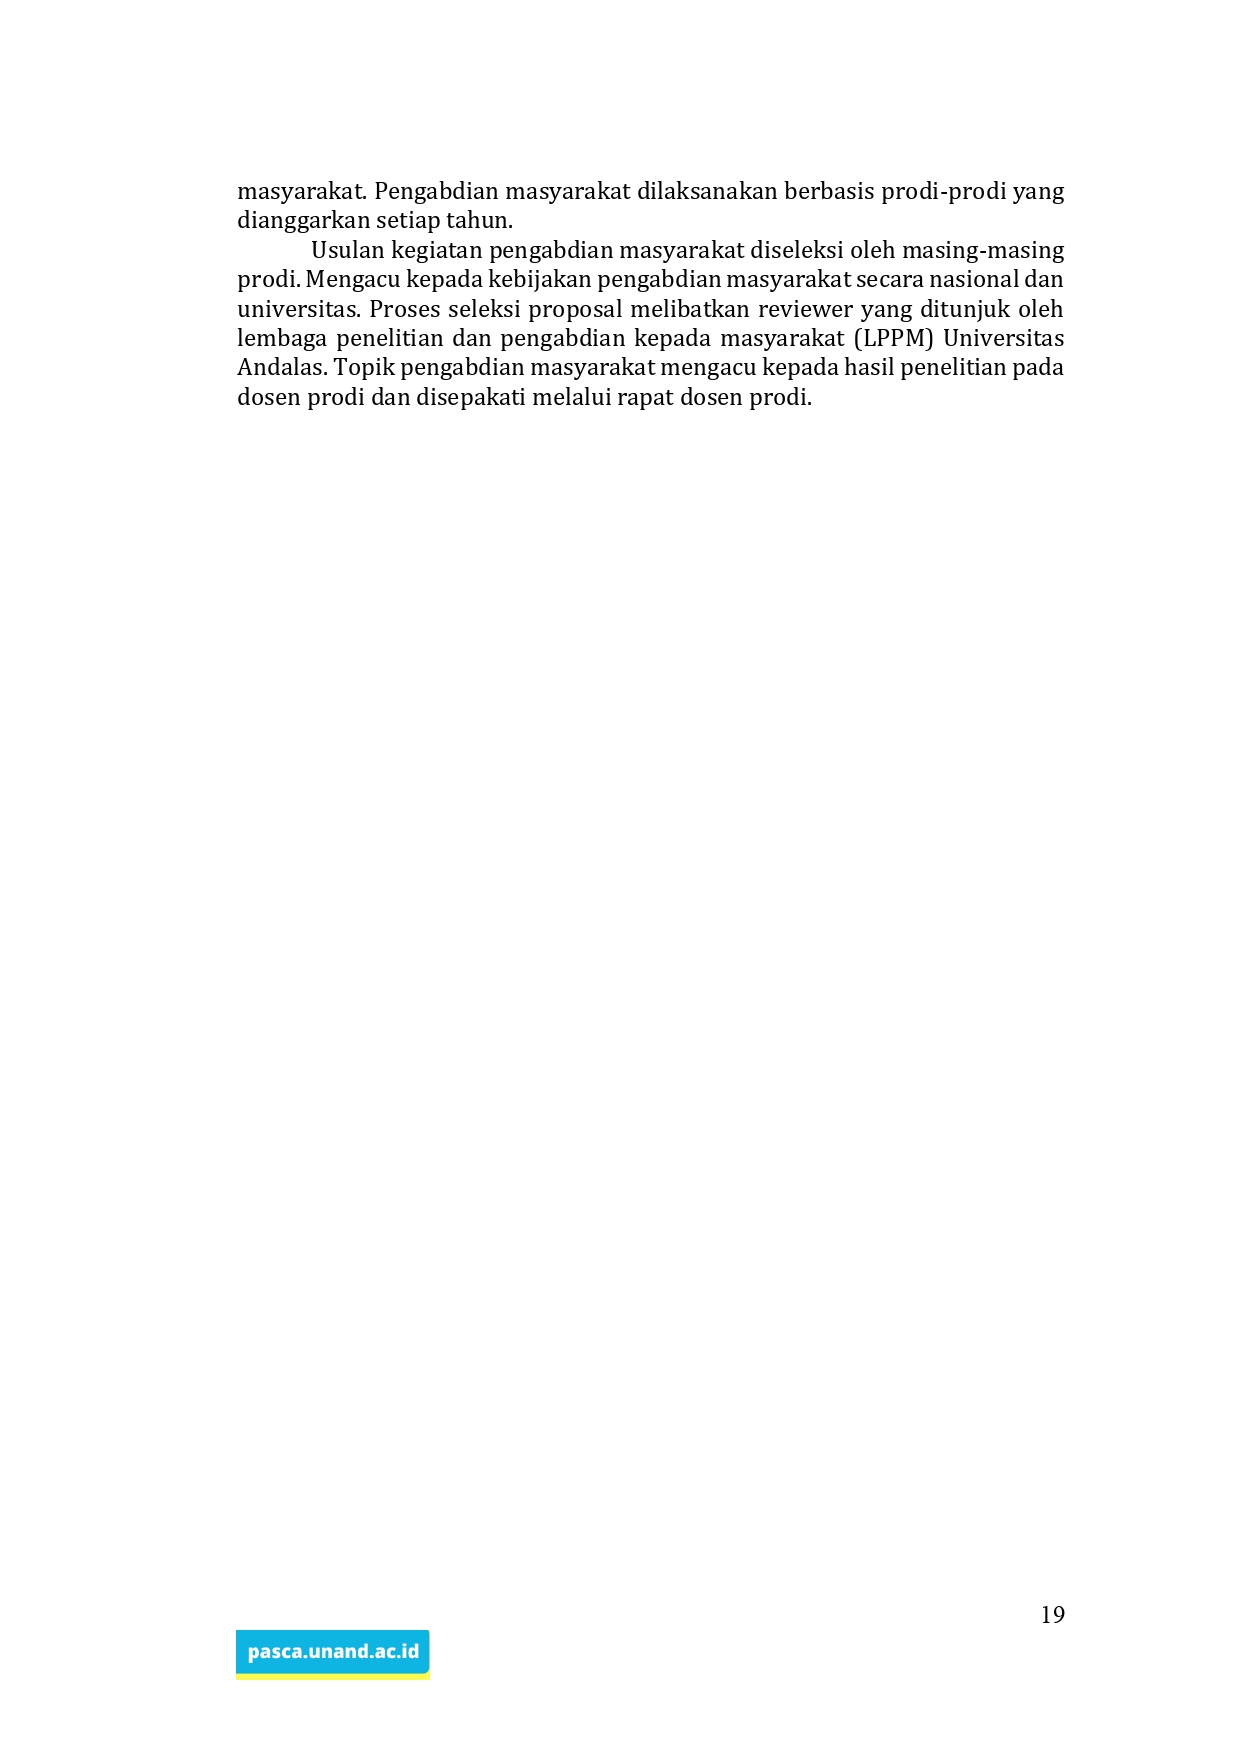 masyarakat. Pengabdian masyarakat dilaksanakan berbasis prodi-prodi yang
dianggarkan setiap tahun.
Usulan kegiatan pengabdian masyarakat diseleksi oleh masing-masing
prodi. Mengacu kepada kebijakan pengabdian masyarakat secara nasional dan
universitas. Proses seleksi proposal melibatkan reviewer yang ditunjuk oleh
lembaga penelitian dan pengabdian kepada masyarakat (LPPM) Universitas
Andalas. Topik pengabdian masyarakat mengacu kepada hasil penelitian pada
dosen prodi dan disepakati melalui rapat dosen prodi.
19
pasca.unand.ac.id